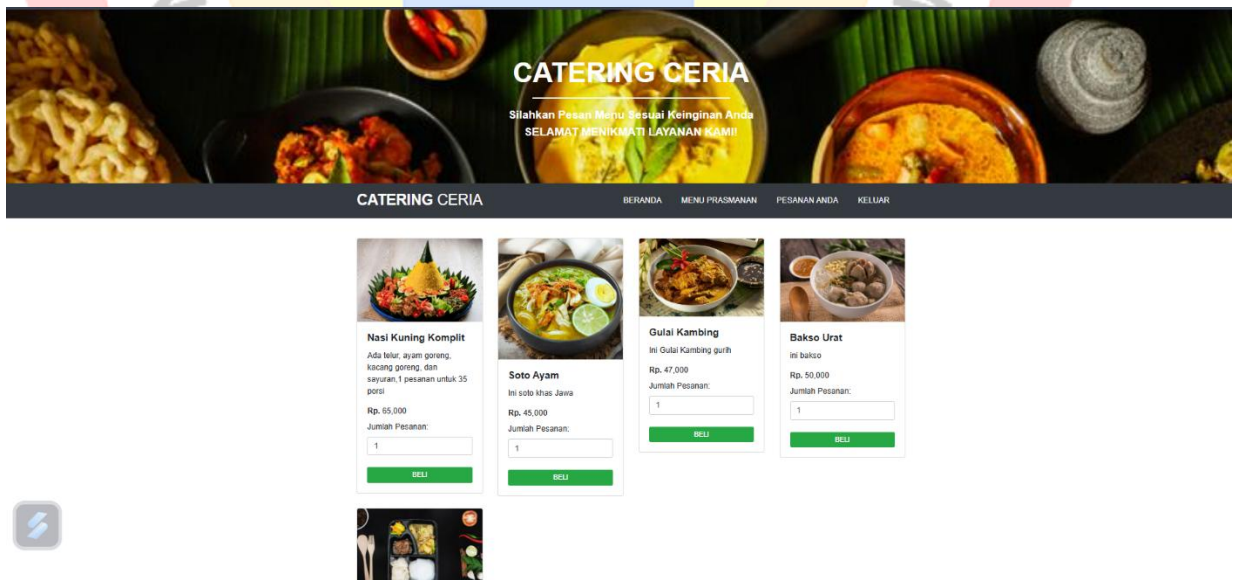 CATERING CERIA
Silahkan Pesan Menu Sesuai Keinginan Anda
SELAMAT MENIKMATI LAYANAN KAMI!
CATERING CERIA
BERANDA MENU PRASMANAN PESANAN ANDA KELUAR
Nasi Kuning Komplit
Ada telur, ayam goreng,
kacang goreng, dan
sayuran,1 pesanan untuk 35
porsi
Rp. 65,000
Jumlah Pesanan:
1
BELI
Soto Ayam
Ini soto khas Jawa
Rp. 45,000
Jumlah Pesanan:
1
BELI
Gulai Kambing
Ini Gulai Kambing gurih
Rp. 47,000
Jumlah Pesanan:
1
BELI
Bakso Urat
ini bakso
Rp. 50,000
Jumlah Pesanan:
1
BELI